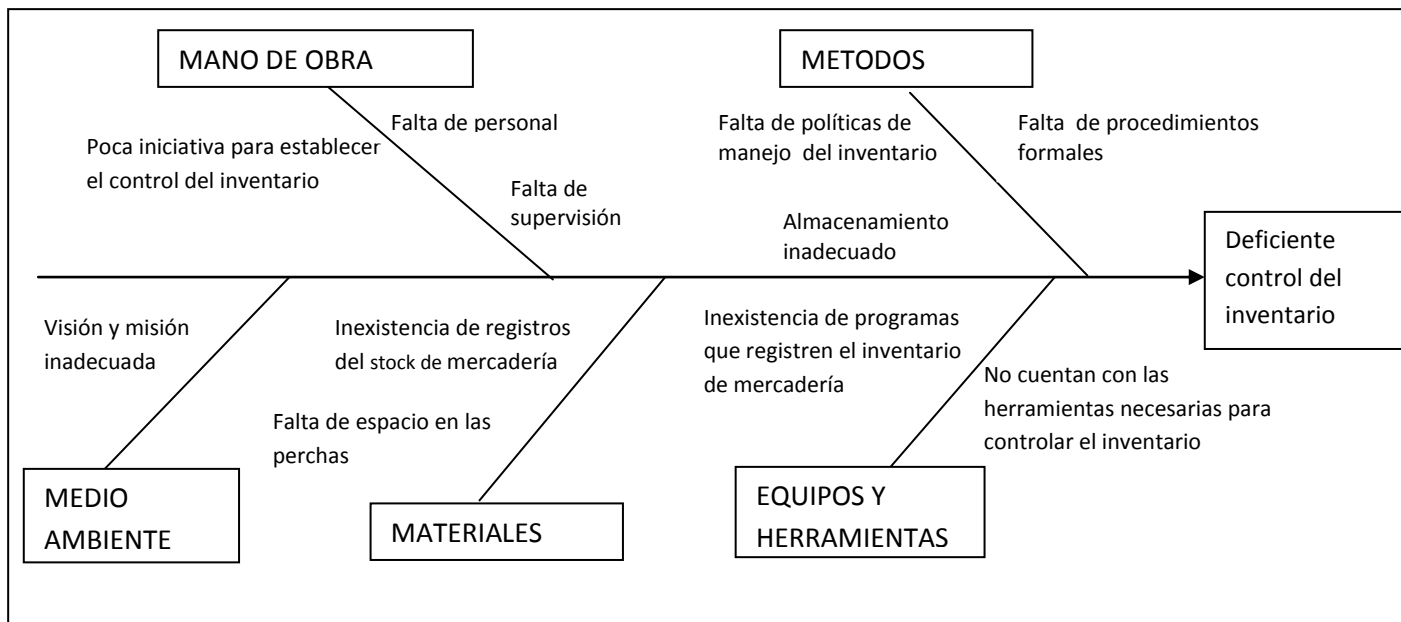 MANO DE OBRA
METODOS
Falta de personal
Poca iniciativa para establecer
el control del inventario
Falta de
supervisión
Falta de políticas de
manejo del inventario
Falta de procedimientos
formales
Almacenamiento
inadecuado
Deficiente
control del
inventario
Visión y misión
inadecuada
Inexistencia de registros
del stock de mercadería
Falta de espacio en las
perchas
Inexistencia de programas
que registren el inventario
de mercadería
No cuentan con las
herramientas necesarias para
controlar el inventario
MEDIO
AMBIENTE
MATERIALES
EQUIPOS Y
HERRAMIENTAS